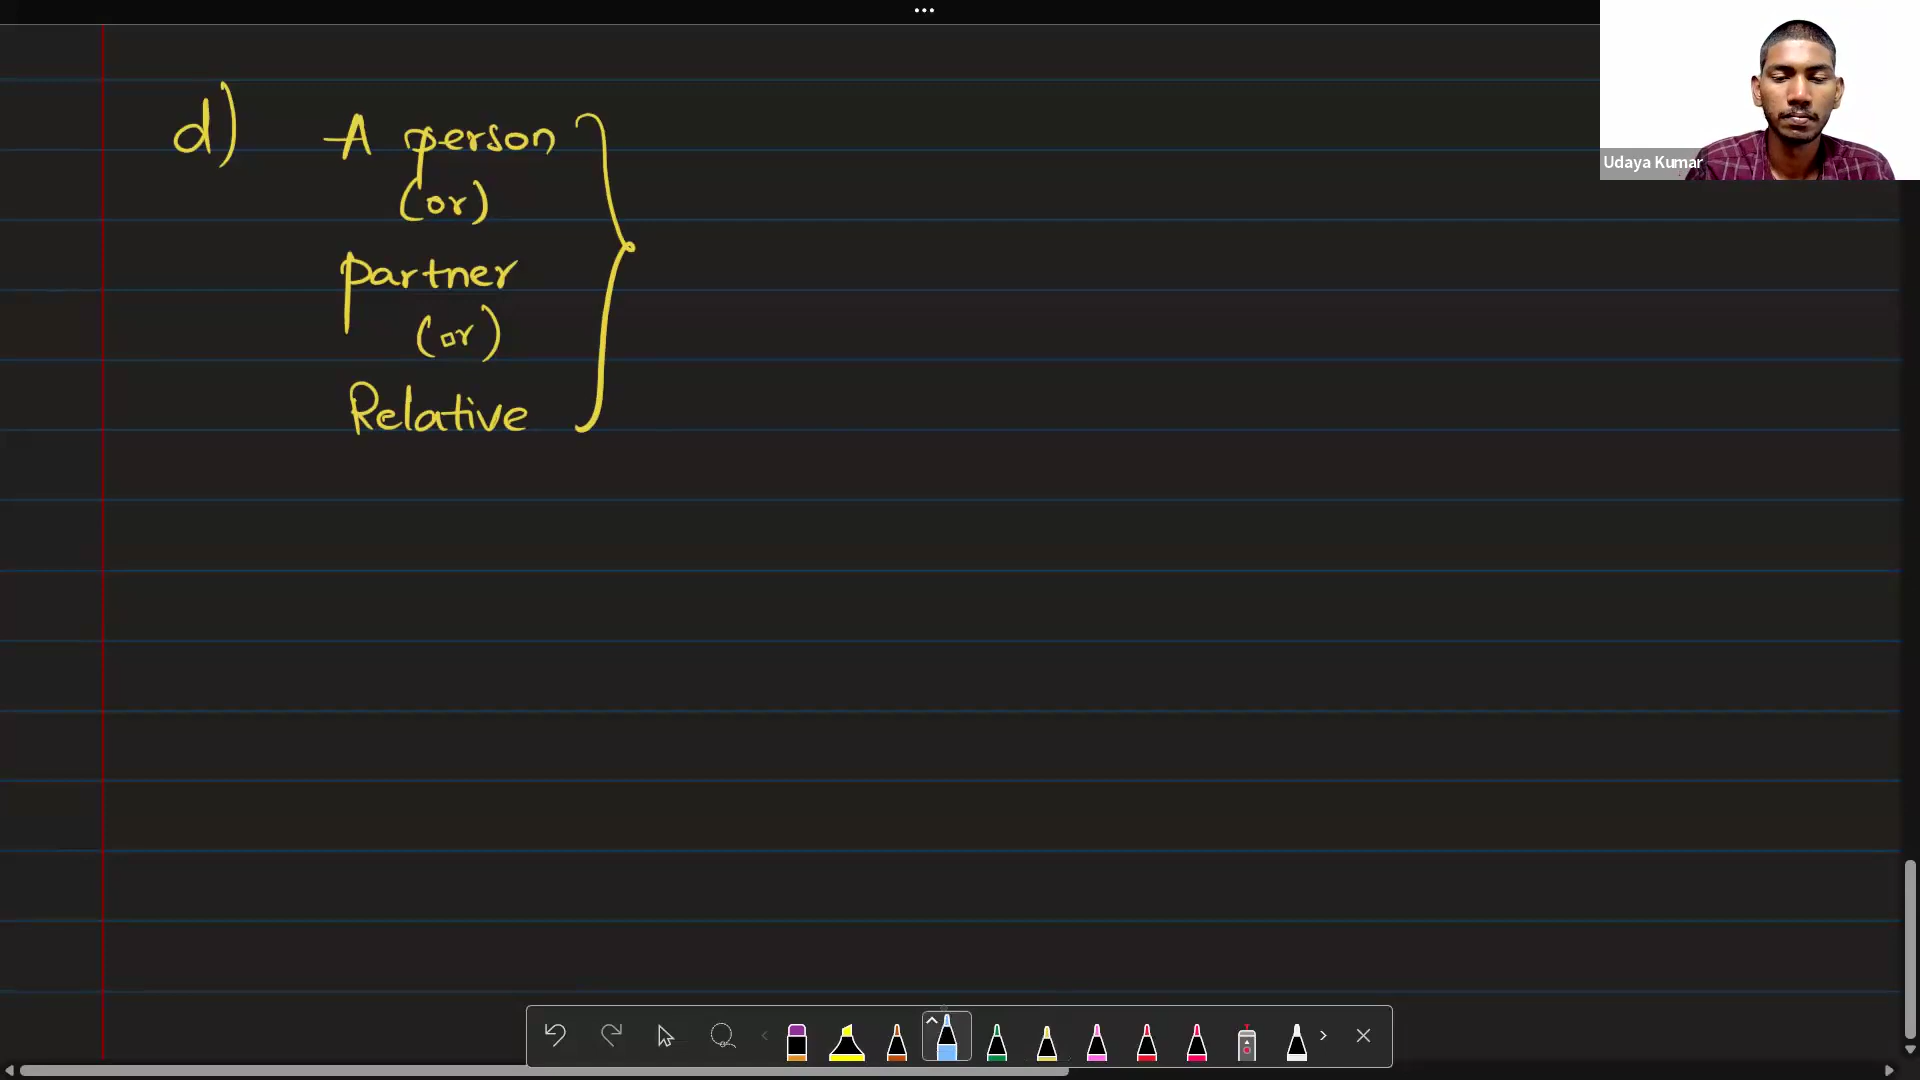 ...
Udaya Kumar
d) A person
(or)
partner
(or)
Relative